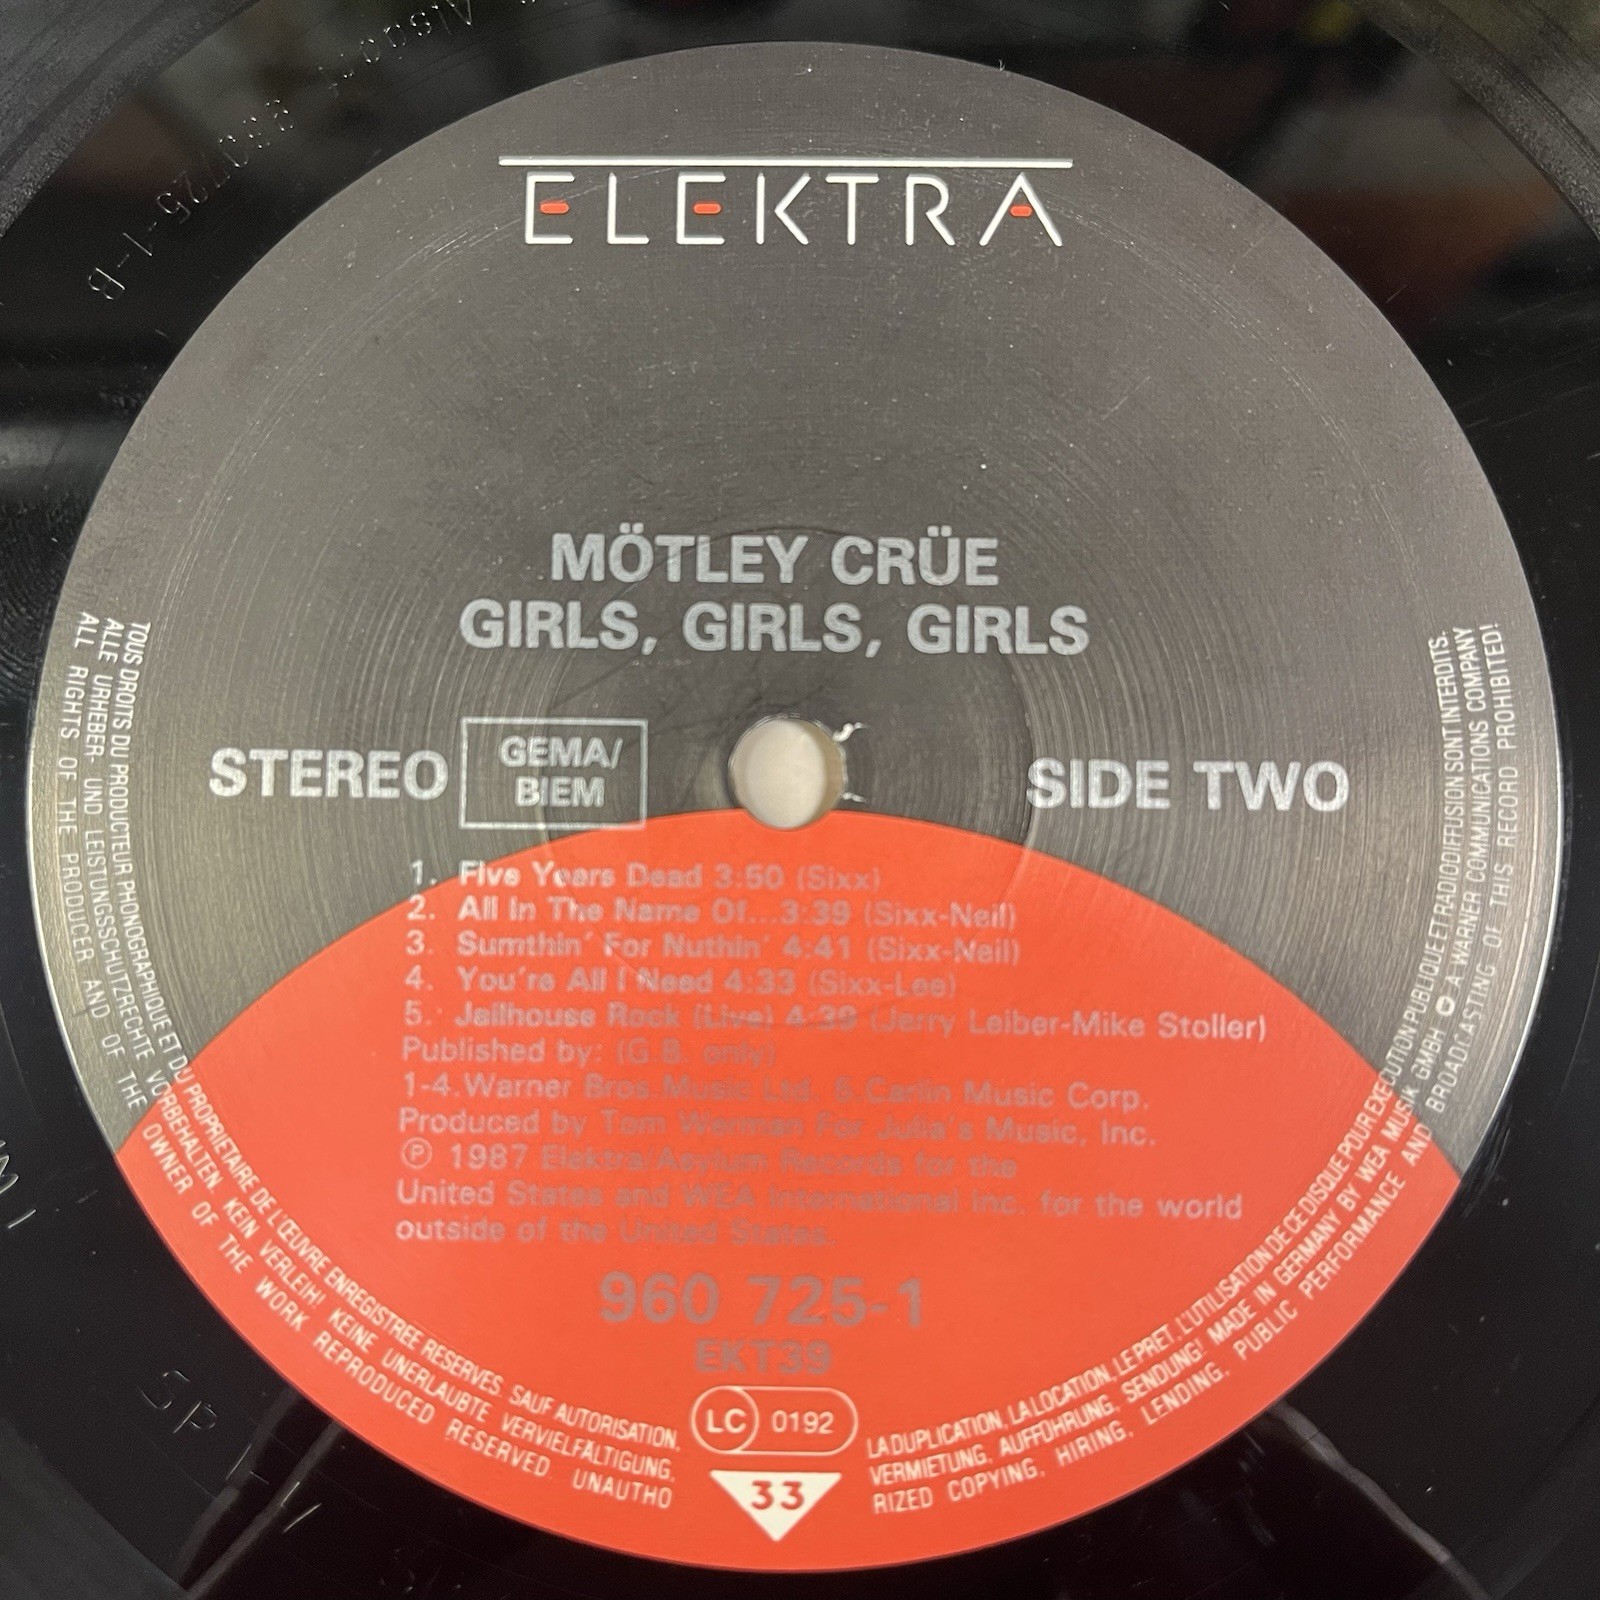 ELEKTRA
MÖTLEY CRÜE
GIRLS, GIRLS, GIRLS
STEREO
GEMA/
BIEM
SIDE TWO
1. Five Years Dead 3:50 (Sixx)
2. All In The Name Of...3:39 (Sixx-Neil)
3. Sumthin' For Nuthin' 4:41 (Sixx-Neil)
4. You're All I Need 4:33 (Sixx-Lee)
5. Jailhouse Rock (Live) 4:39 (Jerry Leiber-Mike Stoller)
Published by: (G.B. only)
1-4.Warner Bros.Music Ltd. & Carlin Music Corp.
Produced by Tom Werman For Julia's Music, Inc.
Ⓟ 1987 Elektra/Asylum Records for the
United States and WEA International Inc. for the world
outside of the United States.
960 725-1
EKT39
LC 0192
33
TOUS DROITS DU PRODUCTEUR PHONOGRAPHIQUE ET DU PROPRIETAIRE DE L'ŒUVRE ENREGISTREE RESERVES. SAUF AUTORISATION, LA DUPLICATION, LA LOCATION, LE PRET, L'UTILISATION DE CE DISQUE POUR EXECUTION PUBLIQUE ET RADIODIFFUSION SONT INTERDITS.
ALLE URHEBER- UND LEISTUNGSSCHUTZRECHTE VORBEHALTEN. KEIN VERLEIH! KEINE UNERLAUBTE VERVIELFÄLTIGUNG, VERMIETUNG, AUFFÜHRUNG, SENDUNG! MADE IN GERMANY BY WEA MUSIK GMBH A WARNER COMMUNICATIONS COMPANY
ALL RIGHTS OF THE PRODUCER AND OF THE OWNER OF THE WORK REPRODUCED RESERVED. UNAUTHORIZED COPYING, HIRING, LENDING, PUBLIC PERFORMANCE AND BROADCASTING OF THIS RECORD PROHIBITED!
960725-1-B